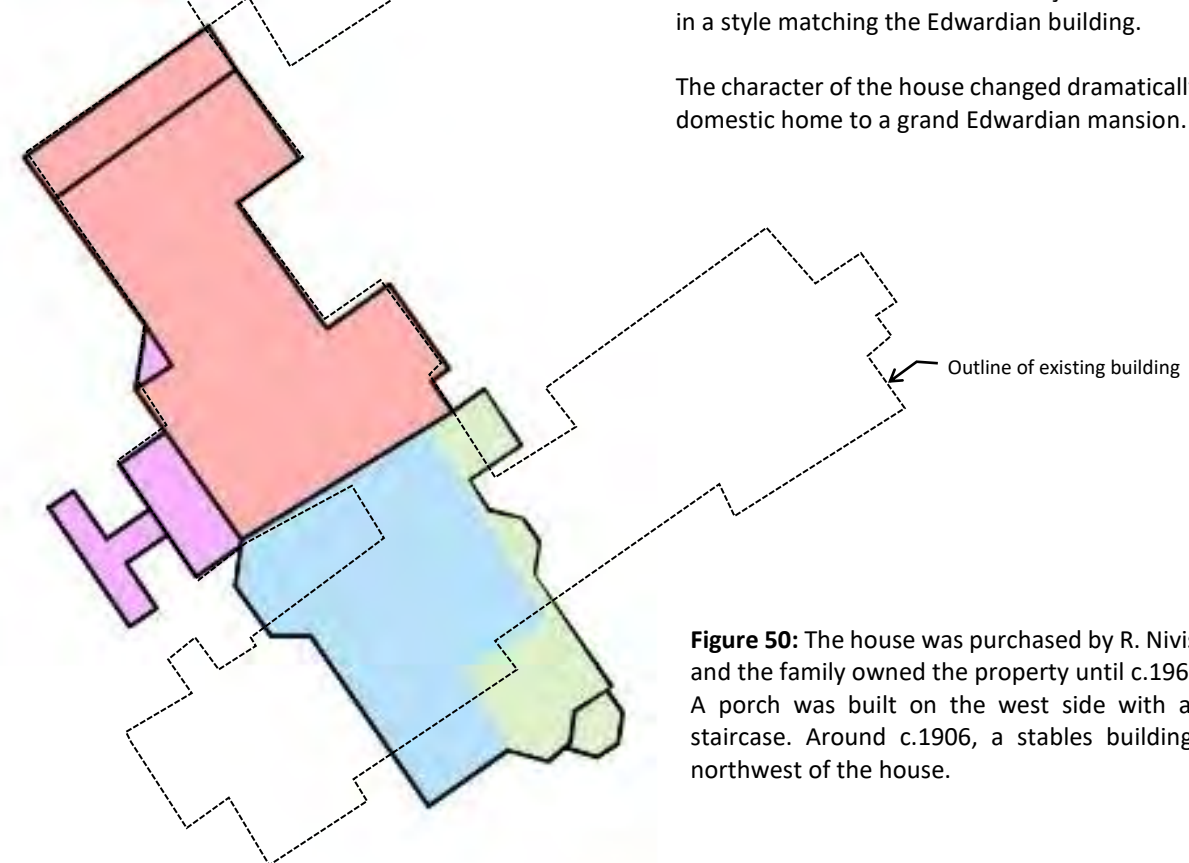 in a style matching the Edwardian building.
The character of the house changed dramatically
domestic home to a grand Edwardian mansion.
Outline of existing building
Figure 50: The house was purchased by R. Nivis
and the family owned the property until c.196
A porch was built on the west side with a
staircase. Around c.1906, a stables building
northwest of the house.